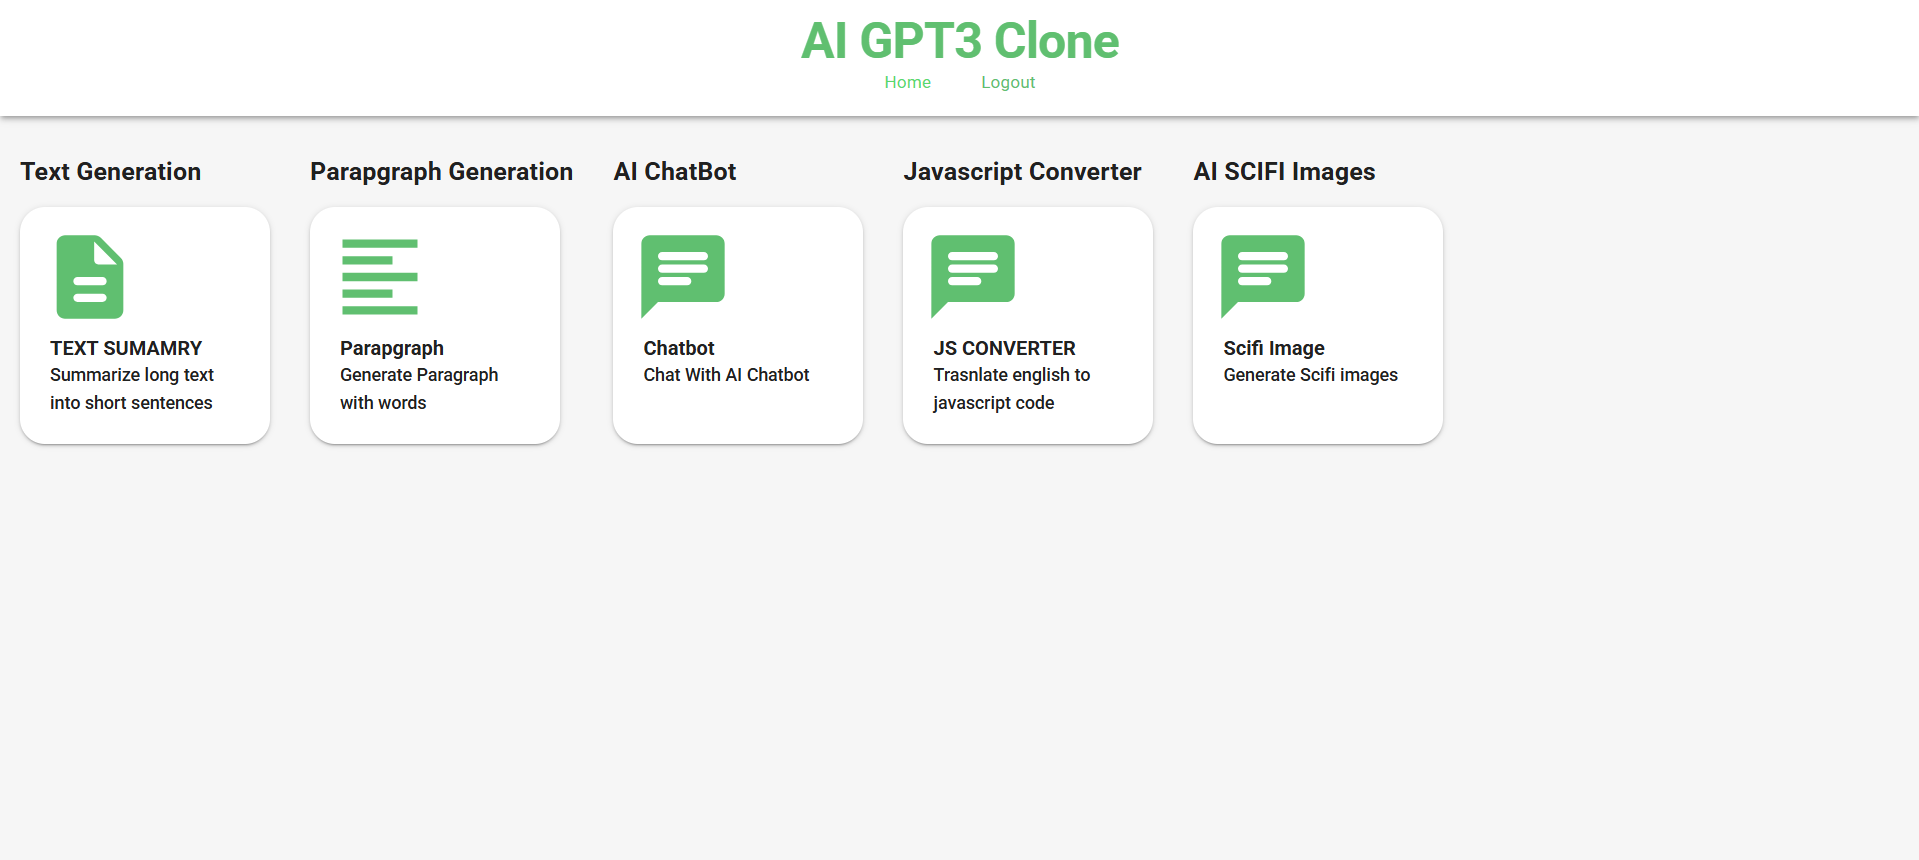 AI GPT3 Clone
Home Logout
Text Generation
TEXT SUMAMRY
Summarize long text
into short sentences
Parapgraph Generation
Parapgraph
Generate Paragraph
with words
AI ChatBot
Chatbot
Chat With AI Chatbot
Javascript Converter
JS CONVERTER
Trasnlate english to
javascript code
AI SCIFI Images
Scifi Image
Generate Scifi images